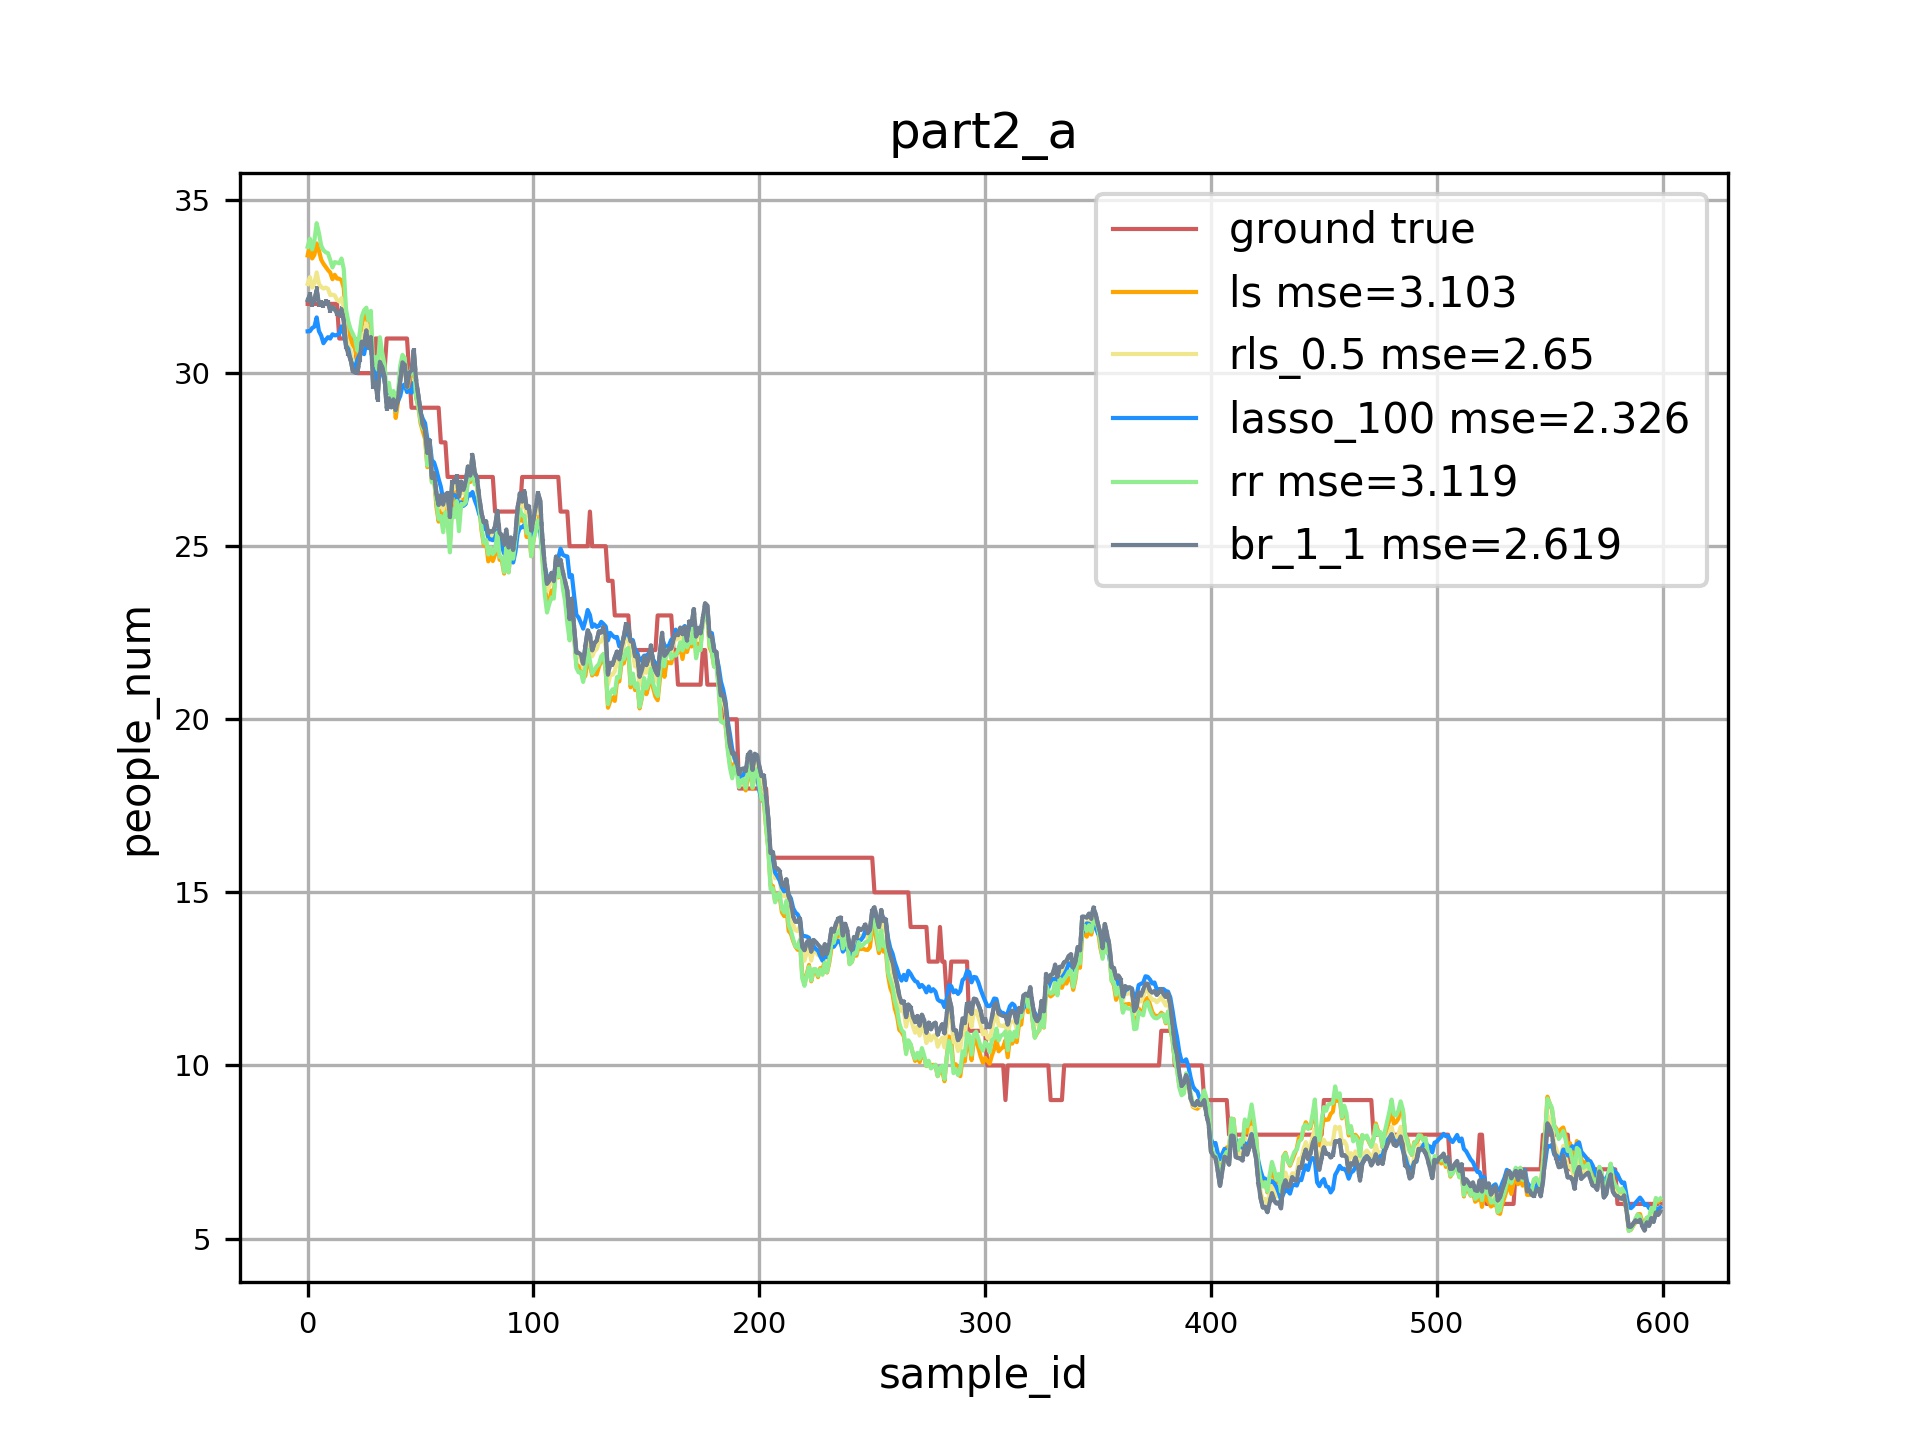 part2_a
35
30
25
20
15
10
5
people_num
0 100 200 300 400 500 600
sample_id
ground true
ls mse=3.103
rls_0.5 mse=2.65
lasso_100 mse=2.326
rr mse=3.119
br_1_1 mse=2.619